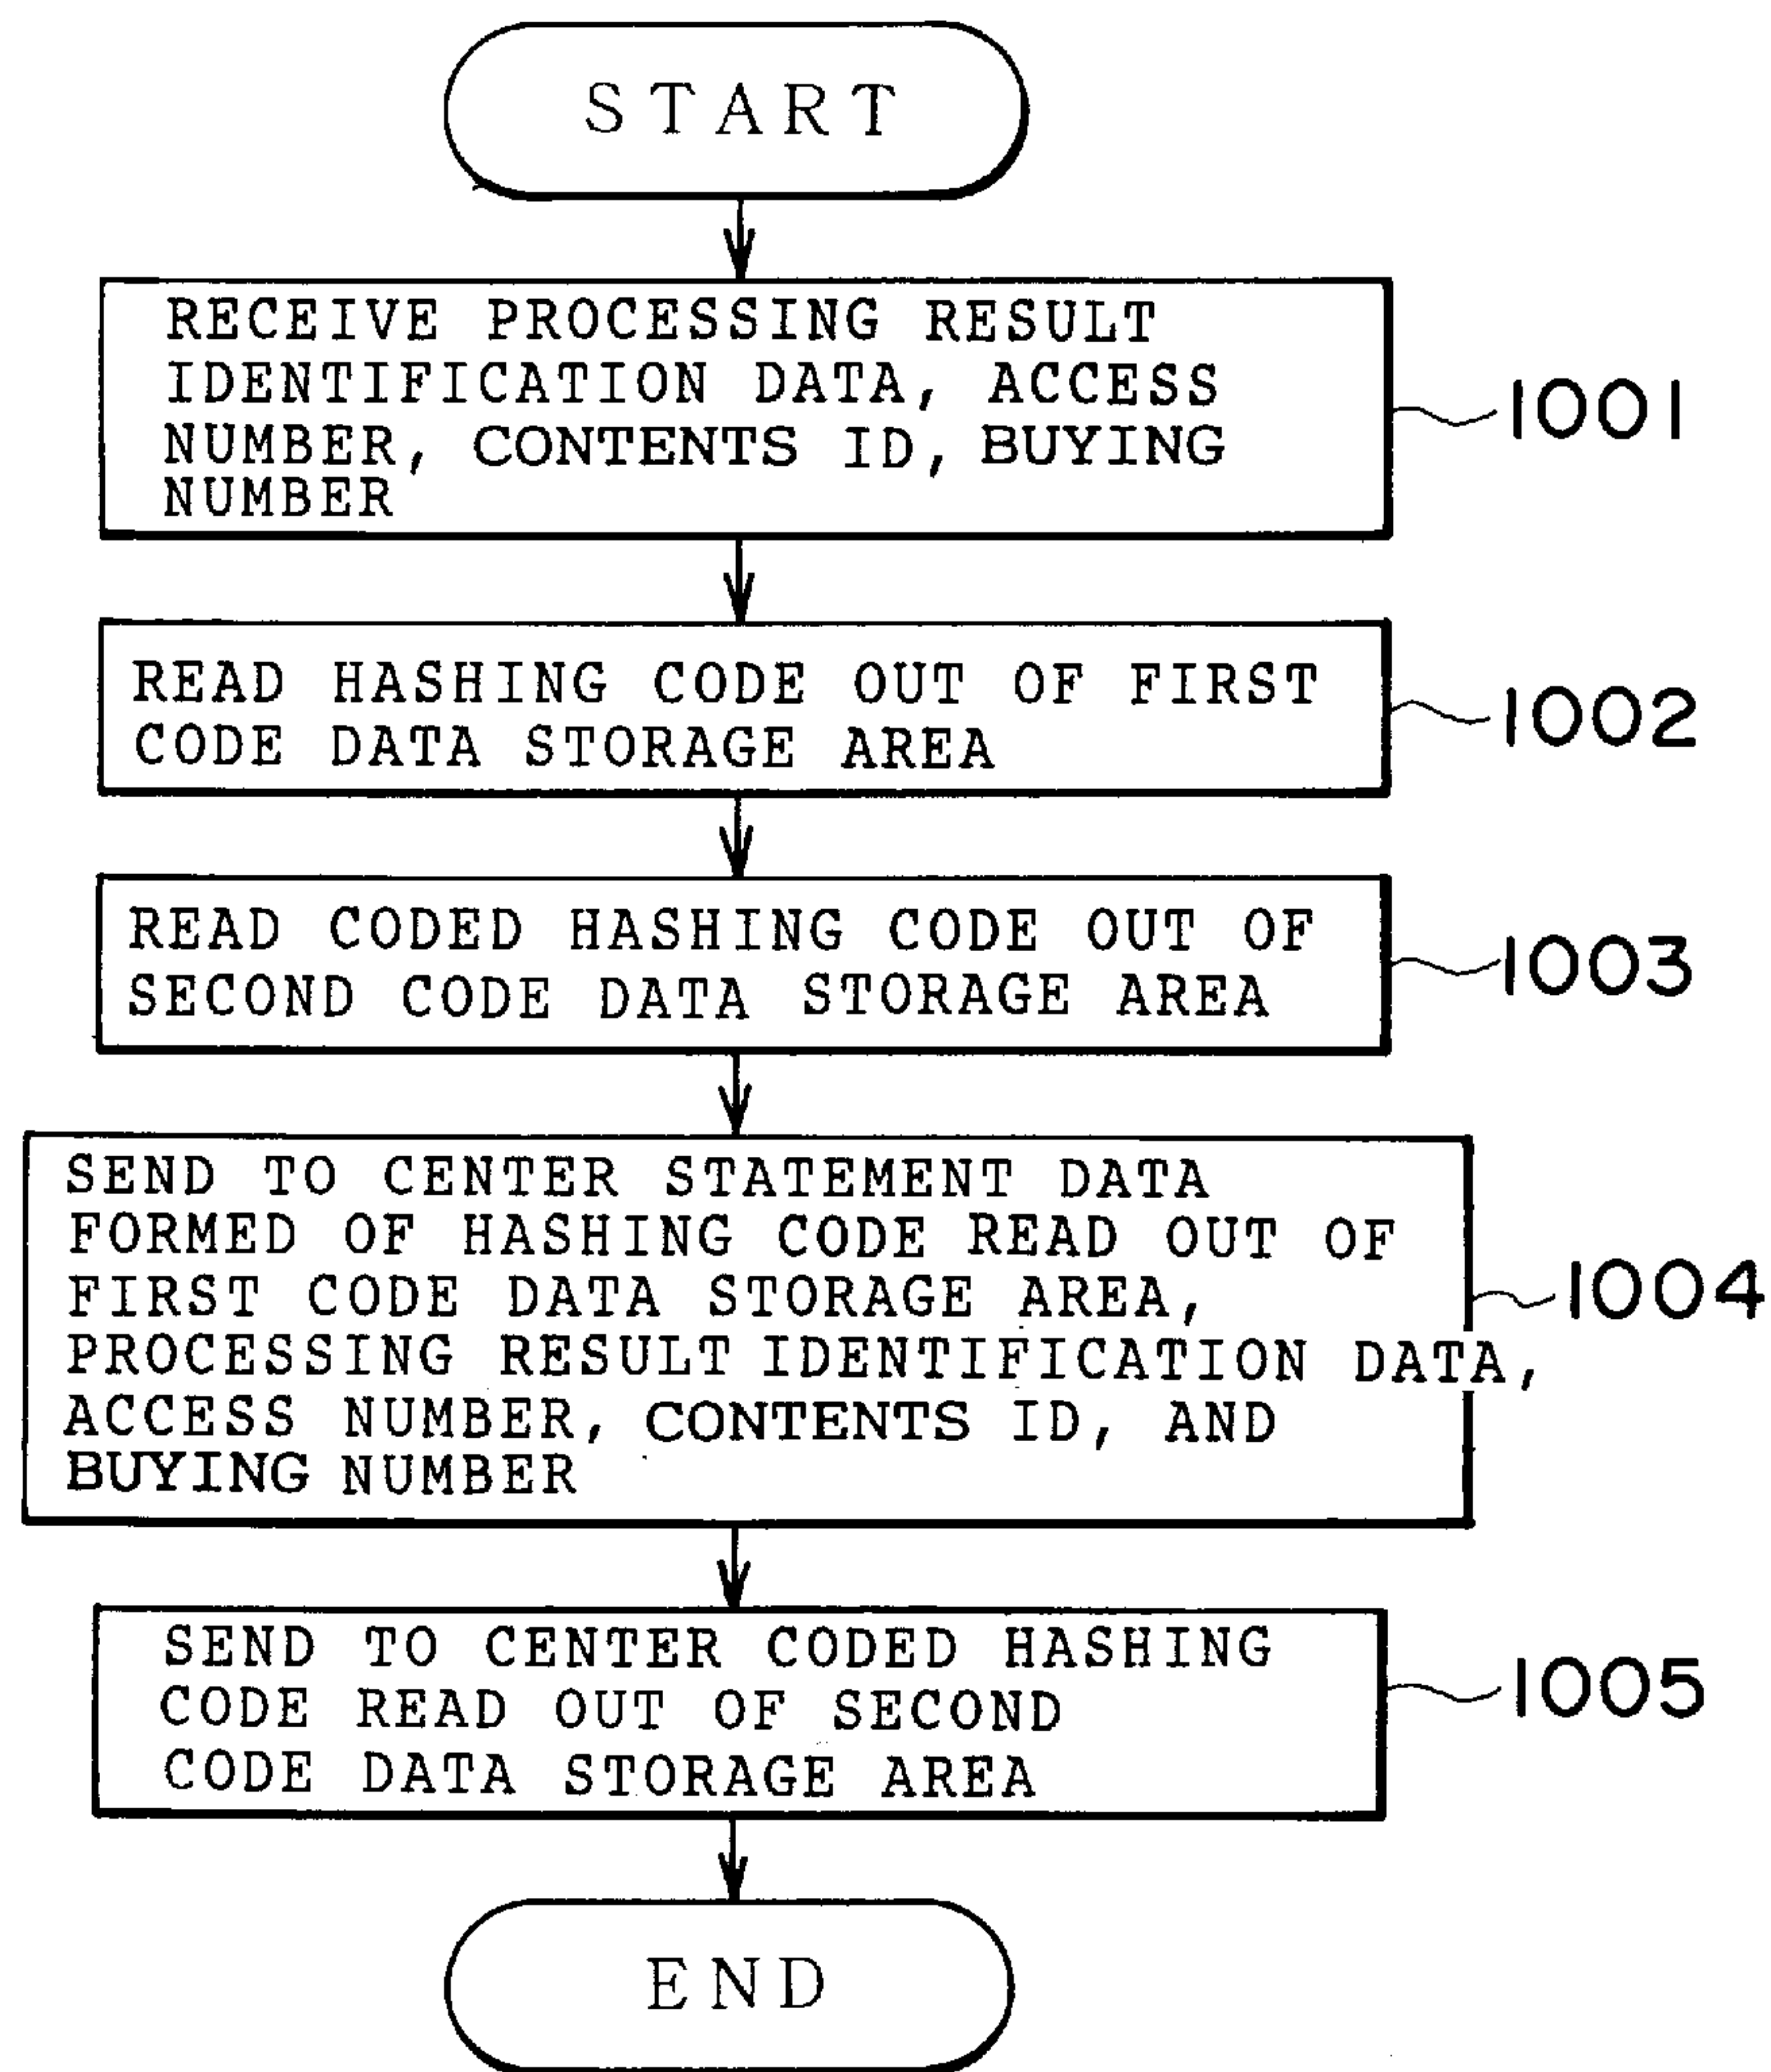 START
RECEIVE PROCESSING RESULT
IDENTIFICATION DATA, ACCESS
NUMBER, CONTENTS ID, BUYING
NUMBER
1001
READ HASHING CODE OUT OF FIRST
CODE DATA STORAGE AREA
1002
READ CODED HASHING CODE OUT OF
SECOND CODE DATA STORAGE AREA
1003
SEND TO CENTER STATEMENT DATA
FORMED OF HASHING CODE READ OUT OF
FIRST CODE DATA STORAGE AREA,
PROCESSING RESULT IDENTIFICATION DATA,
ACCESS NUMBER, CONTENTS ID, AND
BUYING NUMBER
1004
SEND TO CENTER CODED HASHING
CODE READ OUT OF SECOND
CODE DATA STORAGE AREA
1005
END